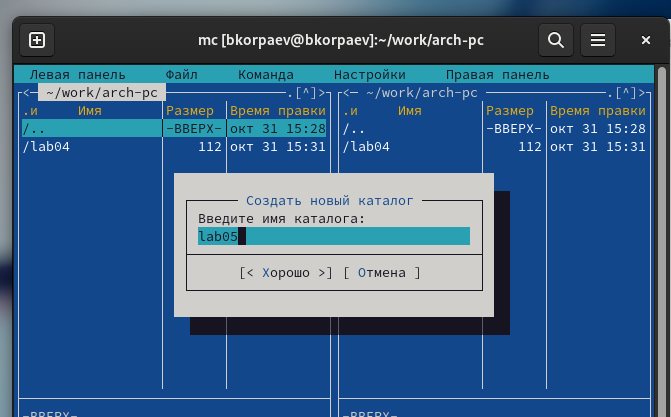 mc [bkorpaev@bkorpaev]:~/work/arch-pc
Левая панель Файл Команда Настройки Правая панель
<─ ~/work/arch-pc .[^]>
.и Имя Размер Время правки
/.. -ВВЕРХ- окт 31 15:28
/lab04 112 окт 31 15:31
<─ ~/work/arch-pc .[^]>
.и Имя Размер Время правки
/.. -ВВЕРХ- окт 31 15:28
/lab04 112 окт 31 15:31
Создать новый каталог
Введите имя каталога:
lab05
[< Хорошо >] [ Отмена ]
-ВВЕРХ-
-ВВЕРХ-